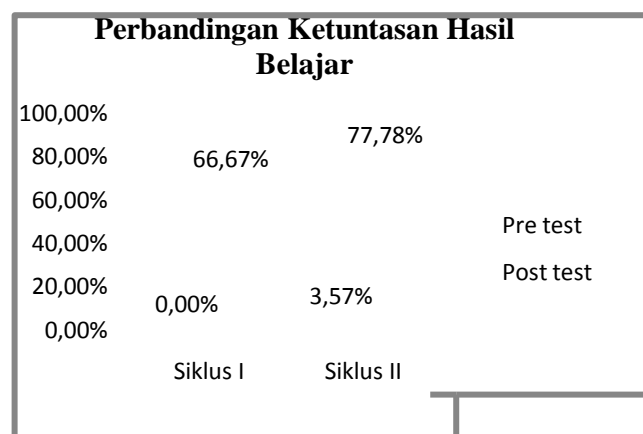 Perbandingan Ketuntasan Hasil
Belajar
100,00%
80,00%
60,00%
40,00%
20,00%
0,00%
66,67%
77,78%
0,00%
3,57%
Siklus I
Siklus II
Pre test
Post test